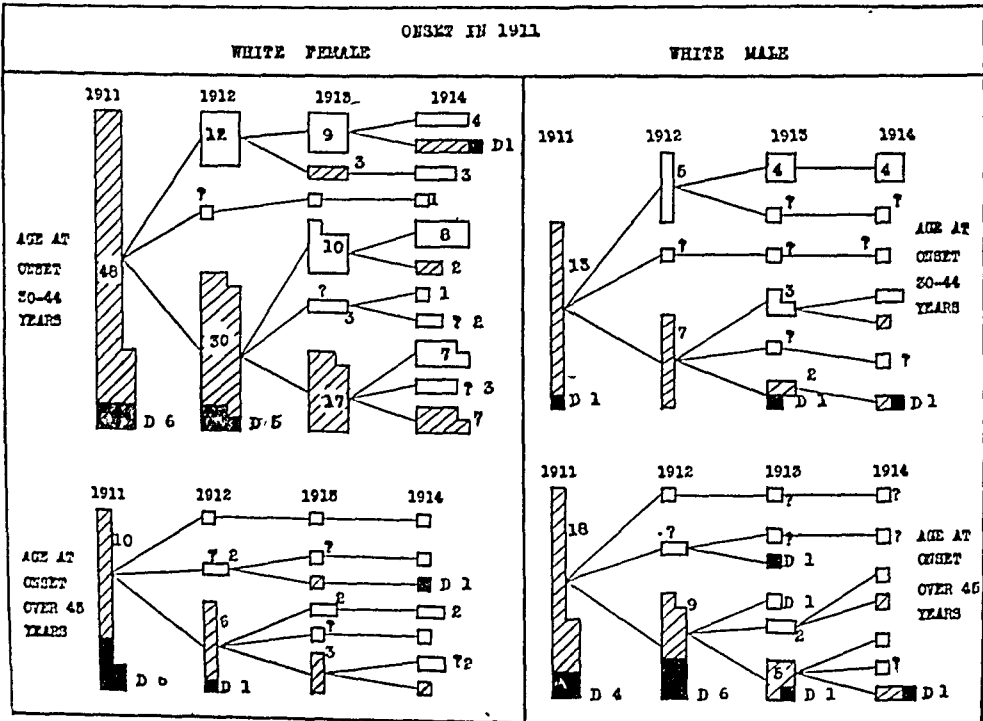 ONSET IN 1911
WHITE FEMALE
WHITE MALE
1911 1912 1913 1914
48
12
9
4
D 1
3
3
?
1
10
8
2
30
?
3
1
? 2
17
7
? 3
7
D 6
D 5
AGE AT
ONSET
30-44
YEARS
1911 1912 1913 1914
13
5
4
4
?
?
?
?
?
7
3
?
?
2
D 1
D 1
D 1
AGE AT
ONSET
30-44
YEARS
1911 1912 1913 1914
10
? 2
?
D 1
6
2
2
?
3
? 2
D 1
AGE AT
ONSET
OVER 45
YEARS
1911 1912 1913 1914
18
?
?
?
?
?
D 1
9
D 1
2
5
?
D 4
D 6
D 1
D 1
AGE AT
ONSET
OVER 45
YEARS